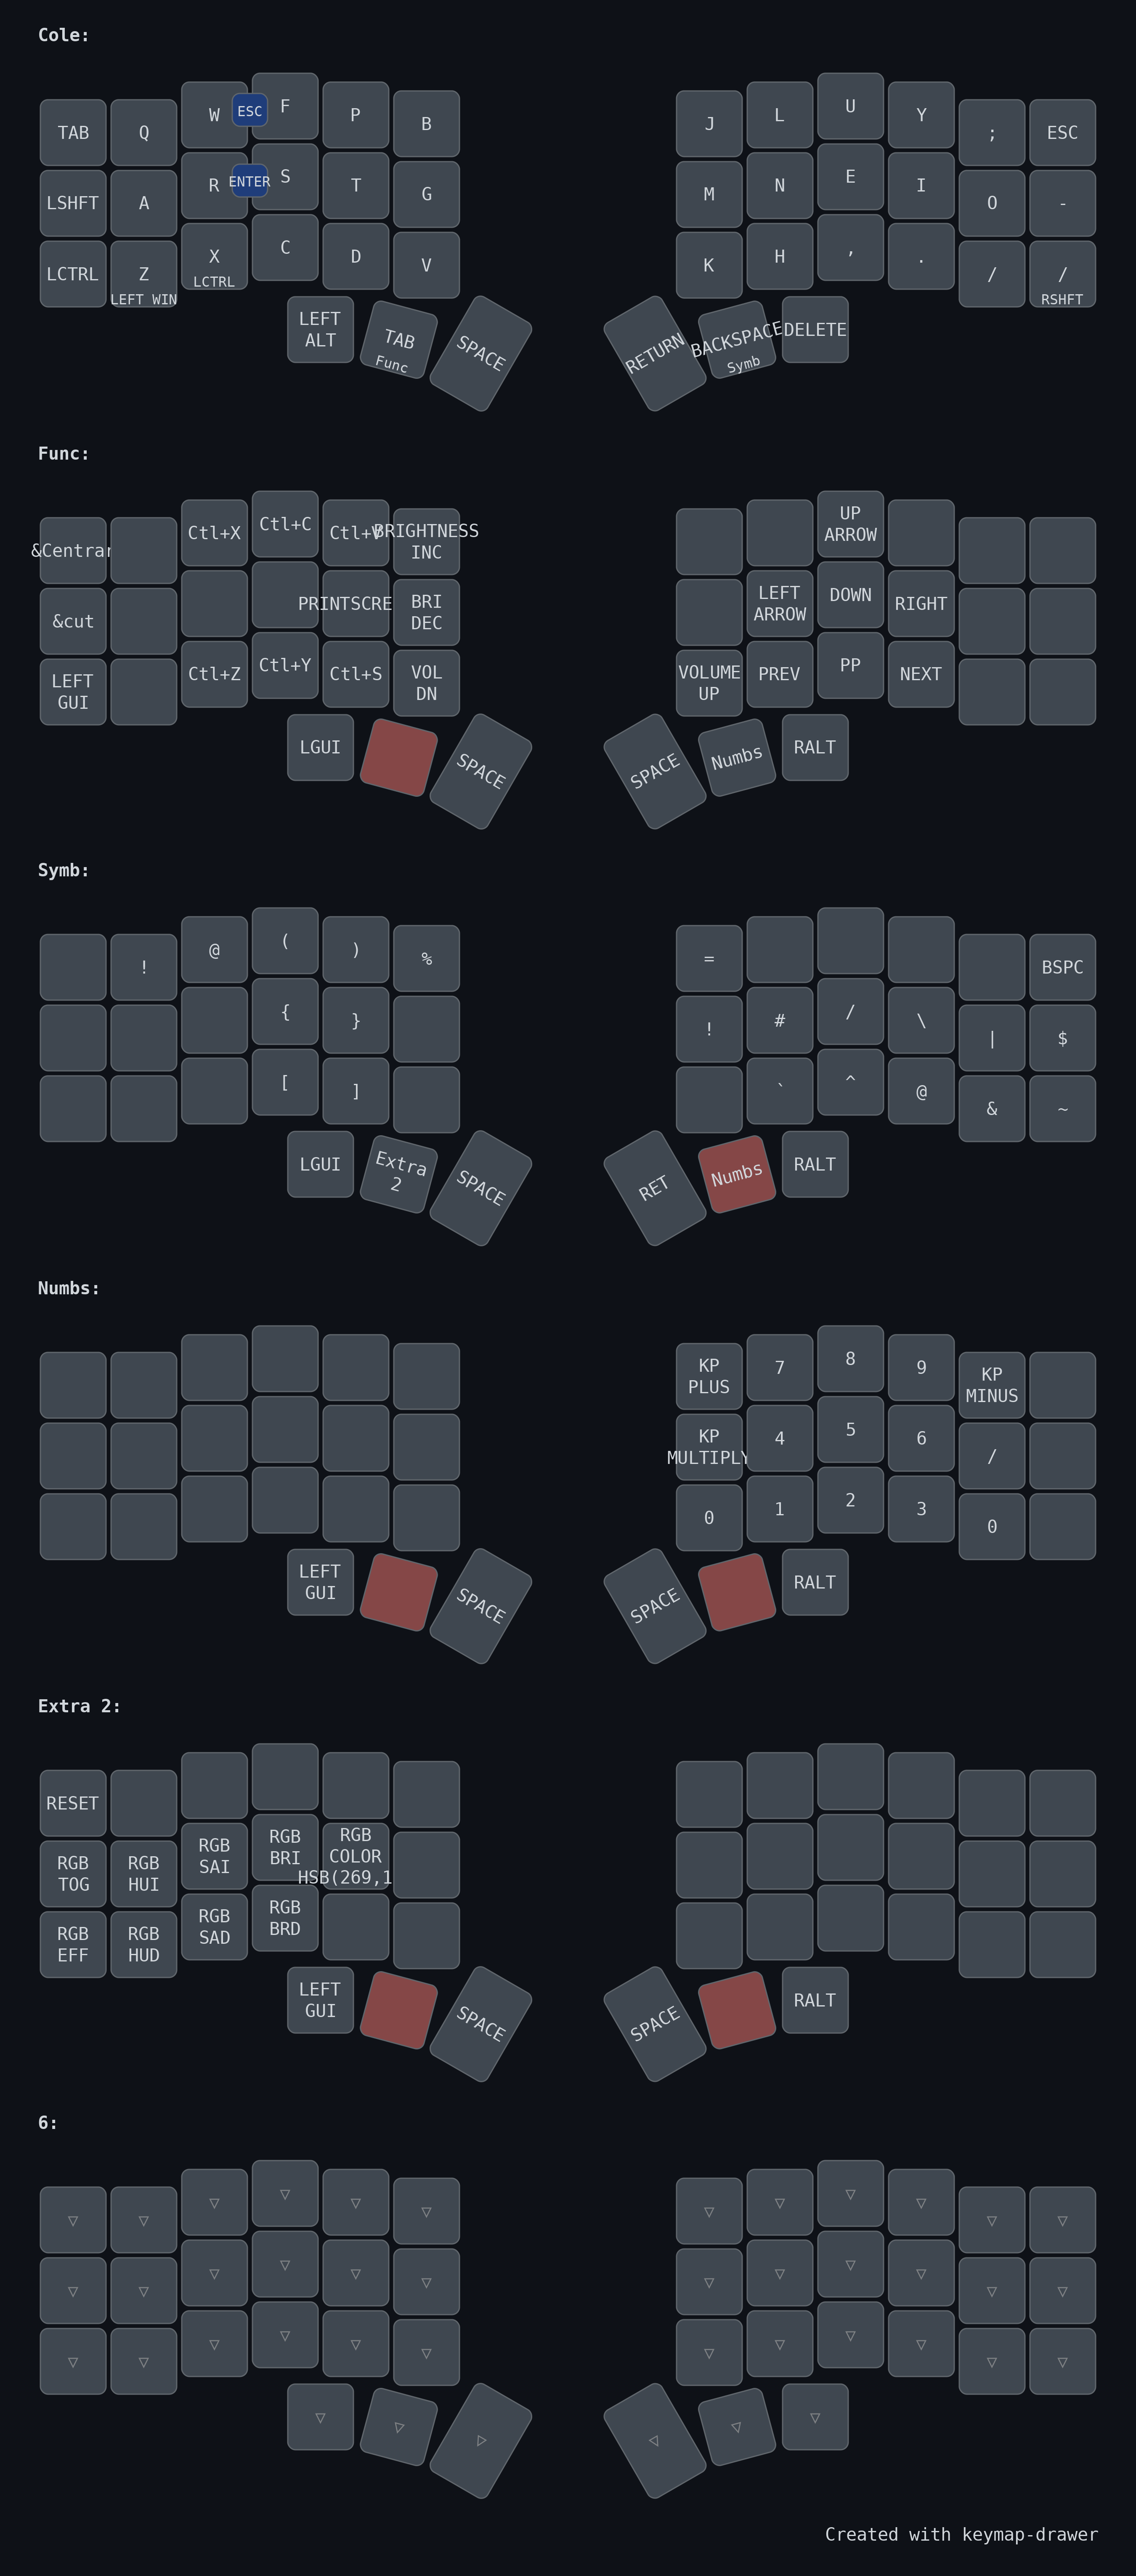 Cole:
TAB Q W ESC F P B J L U Y ; ESC
LSHFT A R ENTER S T G M N E I O -
LCTRL Z X C D V K H , . / /
LEFT WIN LCTRL RSHFT
LEFT
ALT
TAB
Func
SPACE
RETURN
BACKSPACE
Symb
DELETE
Func:
&Centrar Ctl+X Ctl+C Ctl+V
BRIGHTNESS
INC
UP
ARROW
&cut PRINTSCRE
BRI
DEC
LEFT
ARROW
DOWN RIGHT
LEFT
GUI
Ctl+Z Ctl+Y Ctl+S
VOL
DN
VOLUME
UP
PREV PP NEXT
LGUI SPACE SPACE Numbs RALT
Symb:
! @ ( ) % = BSPC
{ } ! # / \ | $
[ ] ` ^ @ & ~
LGUI
Extra
2
SPACE RET Numbs RALT
Numbs:
KP
PLUS
7 8 9
KP
MINUS
KP
MULTIPLY
4 5 6 /
0 1 2 3 0
LEFT
GUI
SPACE SPACE RALT
Extra 2:
RESET
RGB
TOG
RGB
HUI
RGB
SAI
RGB
BRI
RGB
COLOR
HSB(269,1
RGB
EFF
RGB
HUD
RGB
SAD
RGB
BRD
LEFT
GUI
SPACE SPACE RALT
6:
▽ ▽ ▽ ▽ ▽ ▽ ▽ ▽ ▽ ▽ ▽ ▽
▽ ▽ ▽ ▽ ▽ ▽ ▽ ▽ ▽ ▽ ▽ ▽
▽ ▽ ▽ ▽ ▽ ▽ ▽ ▽ ▽ ▽ ▽ ▽
▽ ▽ ▽ ▽ ▽ ▽
Created with keymap-drawer